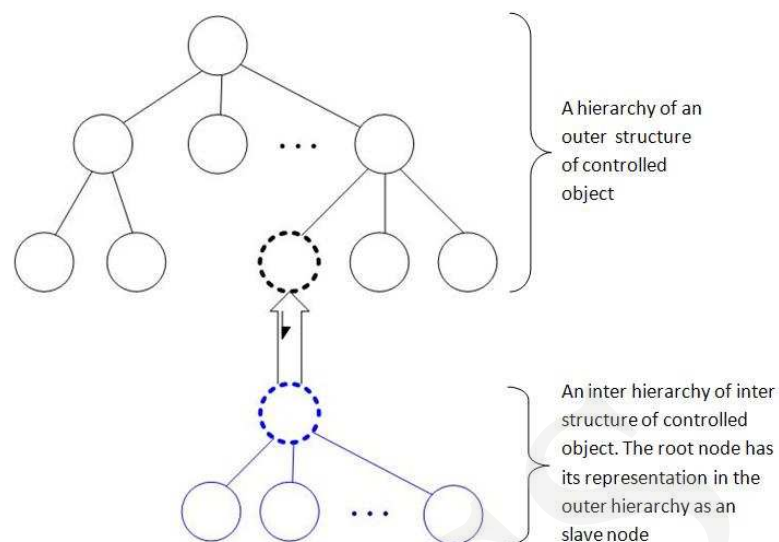 A hierarchy of an
outer structure
of controlled
object
An inter hierarchy of inter
structure of controlled
object. The root node has
its representation in the
outer hierarchy as an
slave node